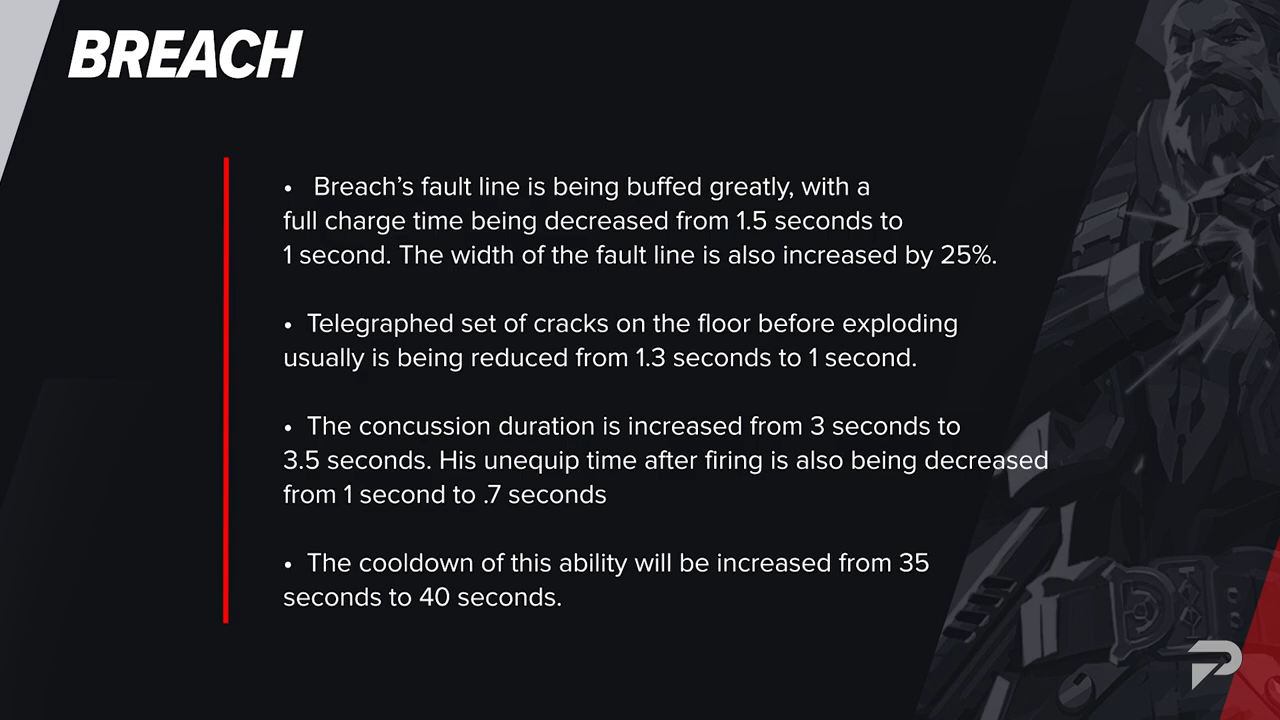 BREACH
• Breach’s fault line is being buffed greatly, with a
full charge time being decreased from 1.5 seconds to
1 second. The width of the fault line is also increased by 25%.
• Telegraphed set of cracks on the floor before exploding
usually is being reduced from 1.3 seconds to 1 second.
• The concussion duration is increased from 3 seconds to
3.5 seconds. His unequip time after firing is also being decreased
from 1 second to .7 seconds
• The cooldown of this ability will be increased from 35
seconds to 40 seconds.